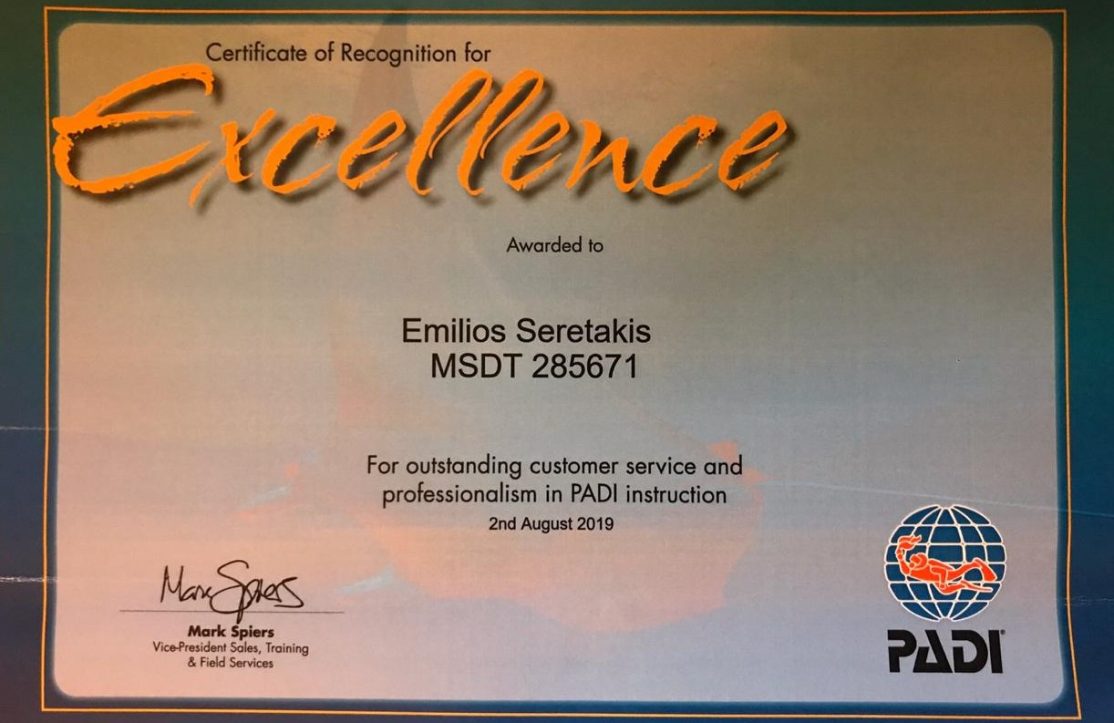 Certificate of Recognition for
Excellence
Awarded to
Emilios Seretakis
MSDT 285671
For outstanding customer service and
professionalism in PADI instruction
2nd August 2019
Mark Spiers
Mark Spiers
Vice-President Sales, Training
& Field Services
PADI®